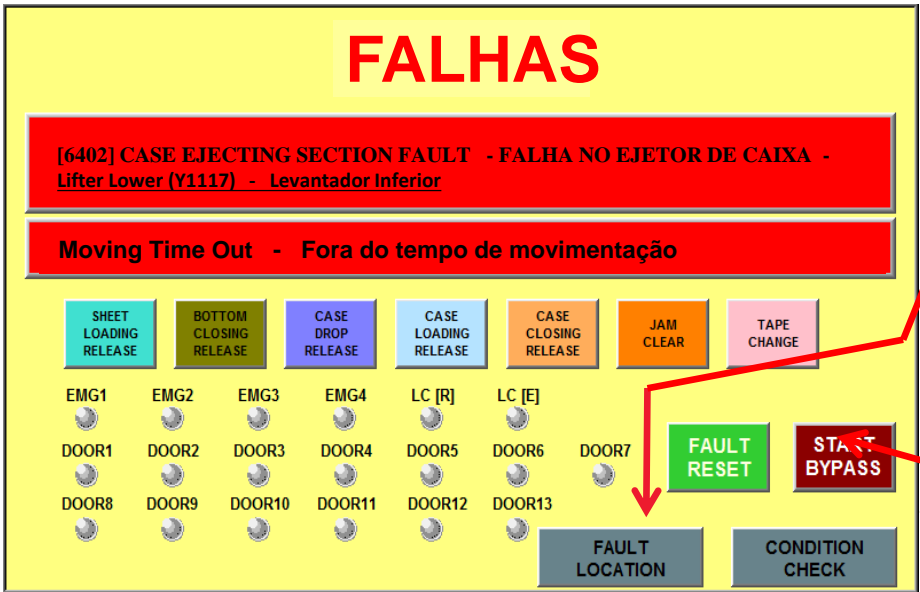 FALHAS
[6402] CASE EJECTING SECTION FAULT - FALHA NO EJETOR DE CAIXA -
Lifter Lower (Y1117) - Levantador Inferior
Moving Time Out - Fora do tempo de movimentação
SHEET
LOADING
RELEASE
BOTTOM
CLOSING
RELEASE
CASE
DROP
RELEASE
CASE
LOADING
RELEASE
CASE
CLOSING
RELEASE
JAM
CLEAR
TAPE
CHANGE
EMG1 EMG2 EMG3 EMG4 LC [R] LC [E]
DOOR1 DOOR2 DOOR3 DOOR4 DOOR5 DOOR6 DOOR7
FAULT
RESET
START
BYPASS
DOOR8 DOOR9 DOOR10 DOOR11 DOOR12 DOOR13
FAULT
LOCATION
CONDITION
CHECK